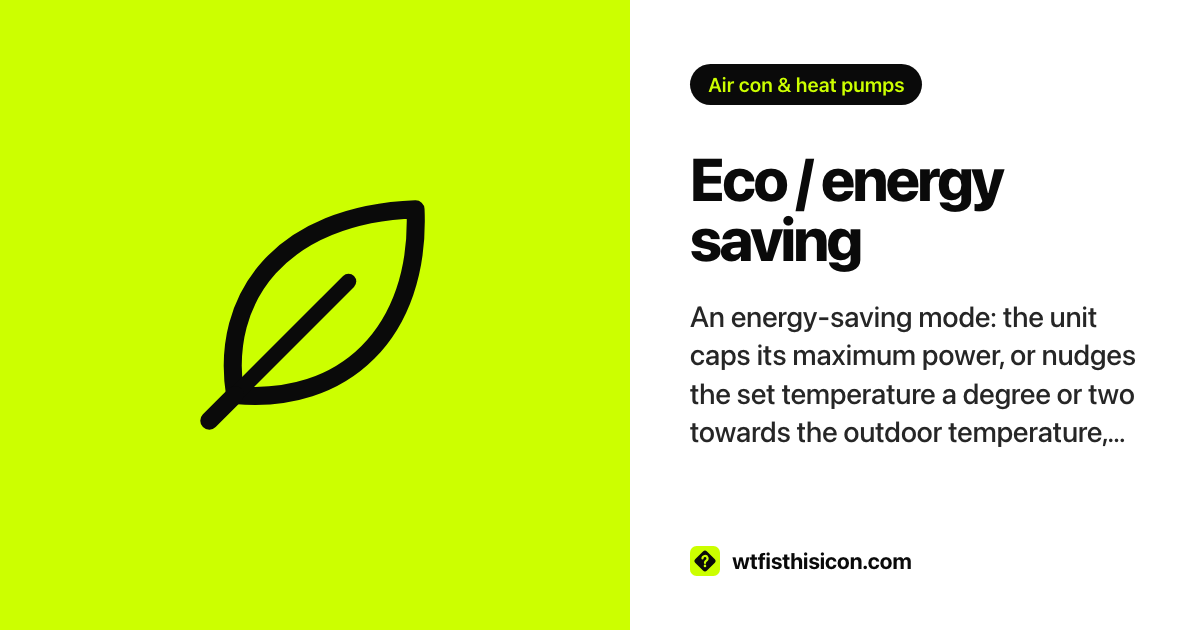 Air con & heat pumps
Eco / energy
saving
An energy-saving mode: the unit
caps its maximum power, or nudges
the set temperature a degree or two
towards the outdoor temperature,...
?
wtfisthisicon.com